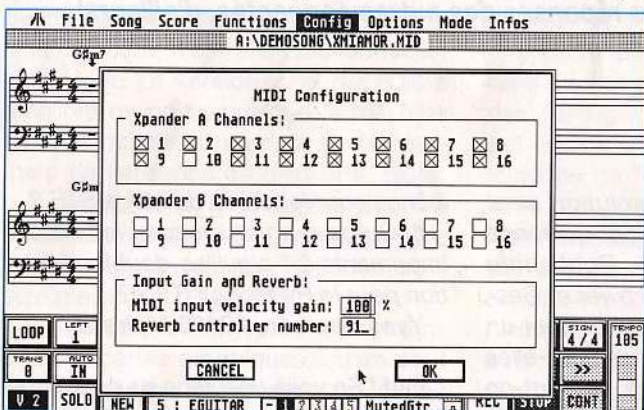 File Song Score Functions Config Options Mode Infos
A:\DEMOSONG\XMIAMOR.MID
G#m7
MIDI Configuration
Xpander A Channels:
1 2 3 4 5 6 7 8
9 10 11 12 13 14 15 16
G#m
Xpander B Channels:
1 2 3 4 5 6 7 8
9 10 11 12 13 14 15 16
Input Gain and Reverb:
MIDI input velocity gain: 100 %
Reverb controller number: 91_
LOOP LEFT 1 SIGN. 4/4 TEMPO 105
TRANS 0 AUTO IN CANCEL OK >>
V 2 SOLO NEW 5 : EGUITAR 1 2 3 4 5 MutedGtr REC STOP CONT